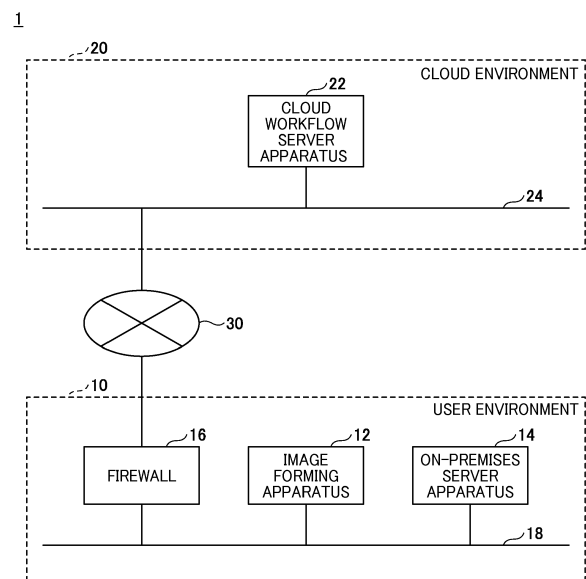 1
20
CLOUD ENVIRONMENT
22
CLOUD
WORKFLOW
SERVER
APPARATUS
24
30
10
USER ENVIRONMENT
16
FIREWALL
12
IMAGE
FORMING
APPARATUS
14
ON-PREMISES
SERVER
APPARATUS
18